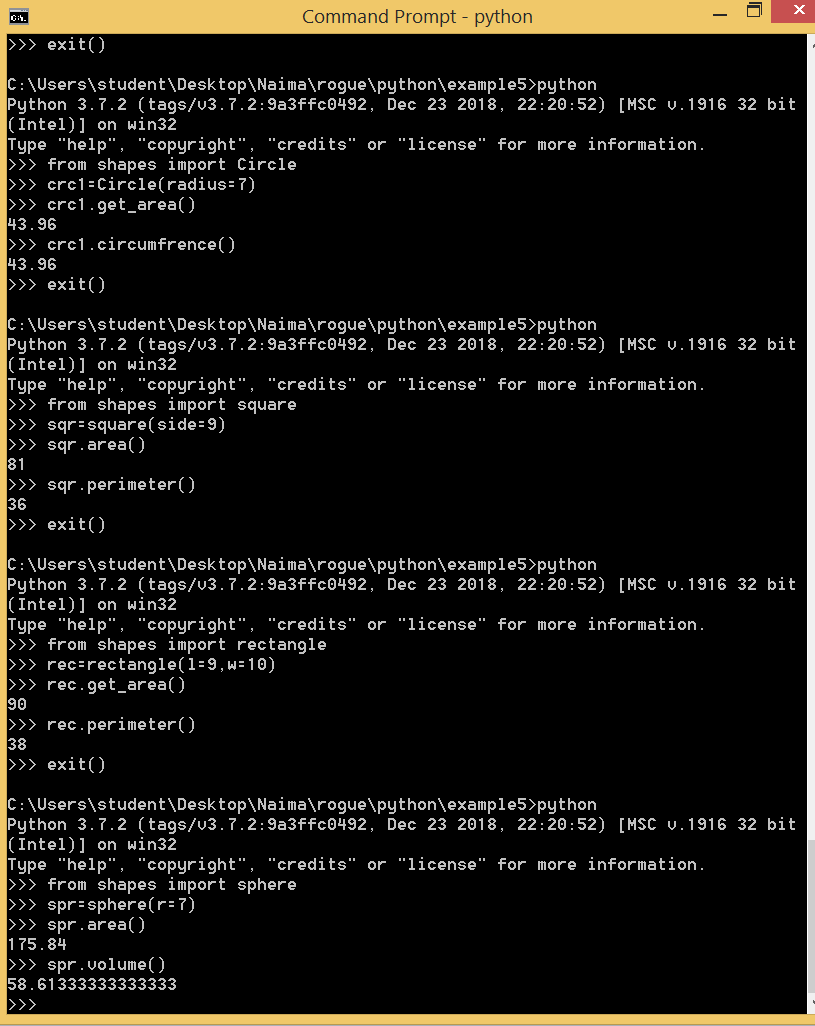 Command Prompt - python
>>> exit()
C:\Users\student\Desktop\Naima\rogue\python\example5>python
Python 3.7.2 (tags/v3.7.2:9a3ffc0492, Dec 23 2018, 22:20:52) [MSC v.1916 32 bit
(Intel)] on win32
Type "help", "copyright", "credits" or "license" for more information.
>>> from shapes import Circle
>>> crc1=Circle(radius=7)
>>> crc1.get_area()
43.96
>>> crc1.circumfrence()
43.96
>>> exit()
C:\Users\student\Desktop\Naima\rogue\python\example5>python
Python 3.7.2 (tags/v3.7.2:9a3ffc0492, Dec 23 2018, 22:20:52) [MSC v.1916 32 bit
(Intel)] on win32
Type "help", "copyright", "credits" or "license" for more information.
>>> from shapes import square
>>> sqr=square(side=9)
>>> sqr.area()
81
>>> sqr.perimeter()
36
>>> exit()
C:\Users\student\Desktop\Naima\rogue\python\example5>python
Python 3.7.2 (tags/v3.7.2:9a3ffc0492, Dec 23 2018, 22:20:52) [MSC v.1916 32 bit
(Intel)] on win32
Type "help", "copyright", "credits" or "license" for more information.
>>> from shapes import rectangle
>>> rec=rectangle(l=9,w=10)
>>> rec.get_area()
90
>>> rec.perimeter()
38
>>> exit()
C:\Users\student\Desktop\Naima\rogue\python\example5>python
Python 3.7.2 (tags/v3.7.2:9a3ffc0492, Dec 23 2018, 22:20:52) [MSC v.1916 32 bit
(Intel)] on win32
Type "help", "copyright", "credits" or "license" for more information.
>>> from shapes import sphere
>>> spr=sphere(r=7)
>>> spr.area()
175.84
>>> spr.volume()
58.61333333333333
>>>